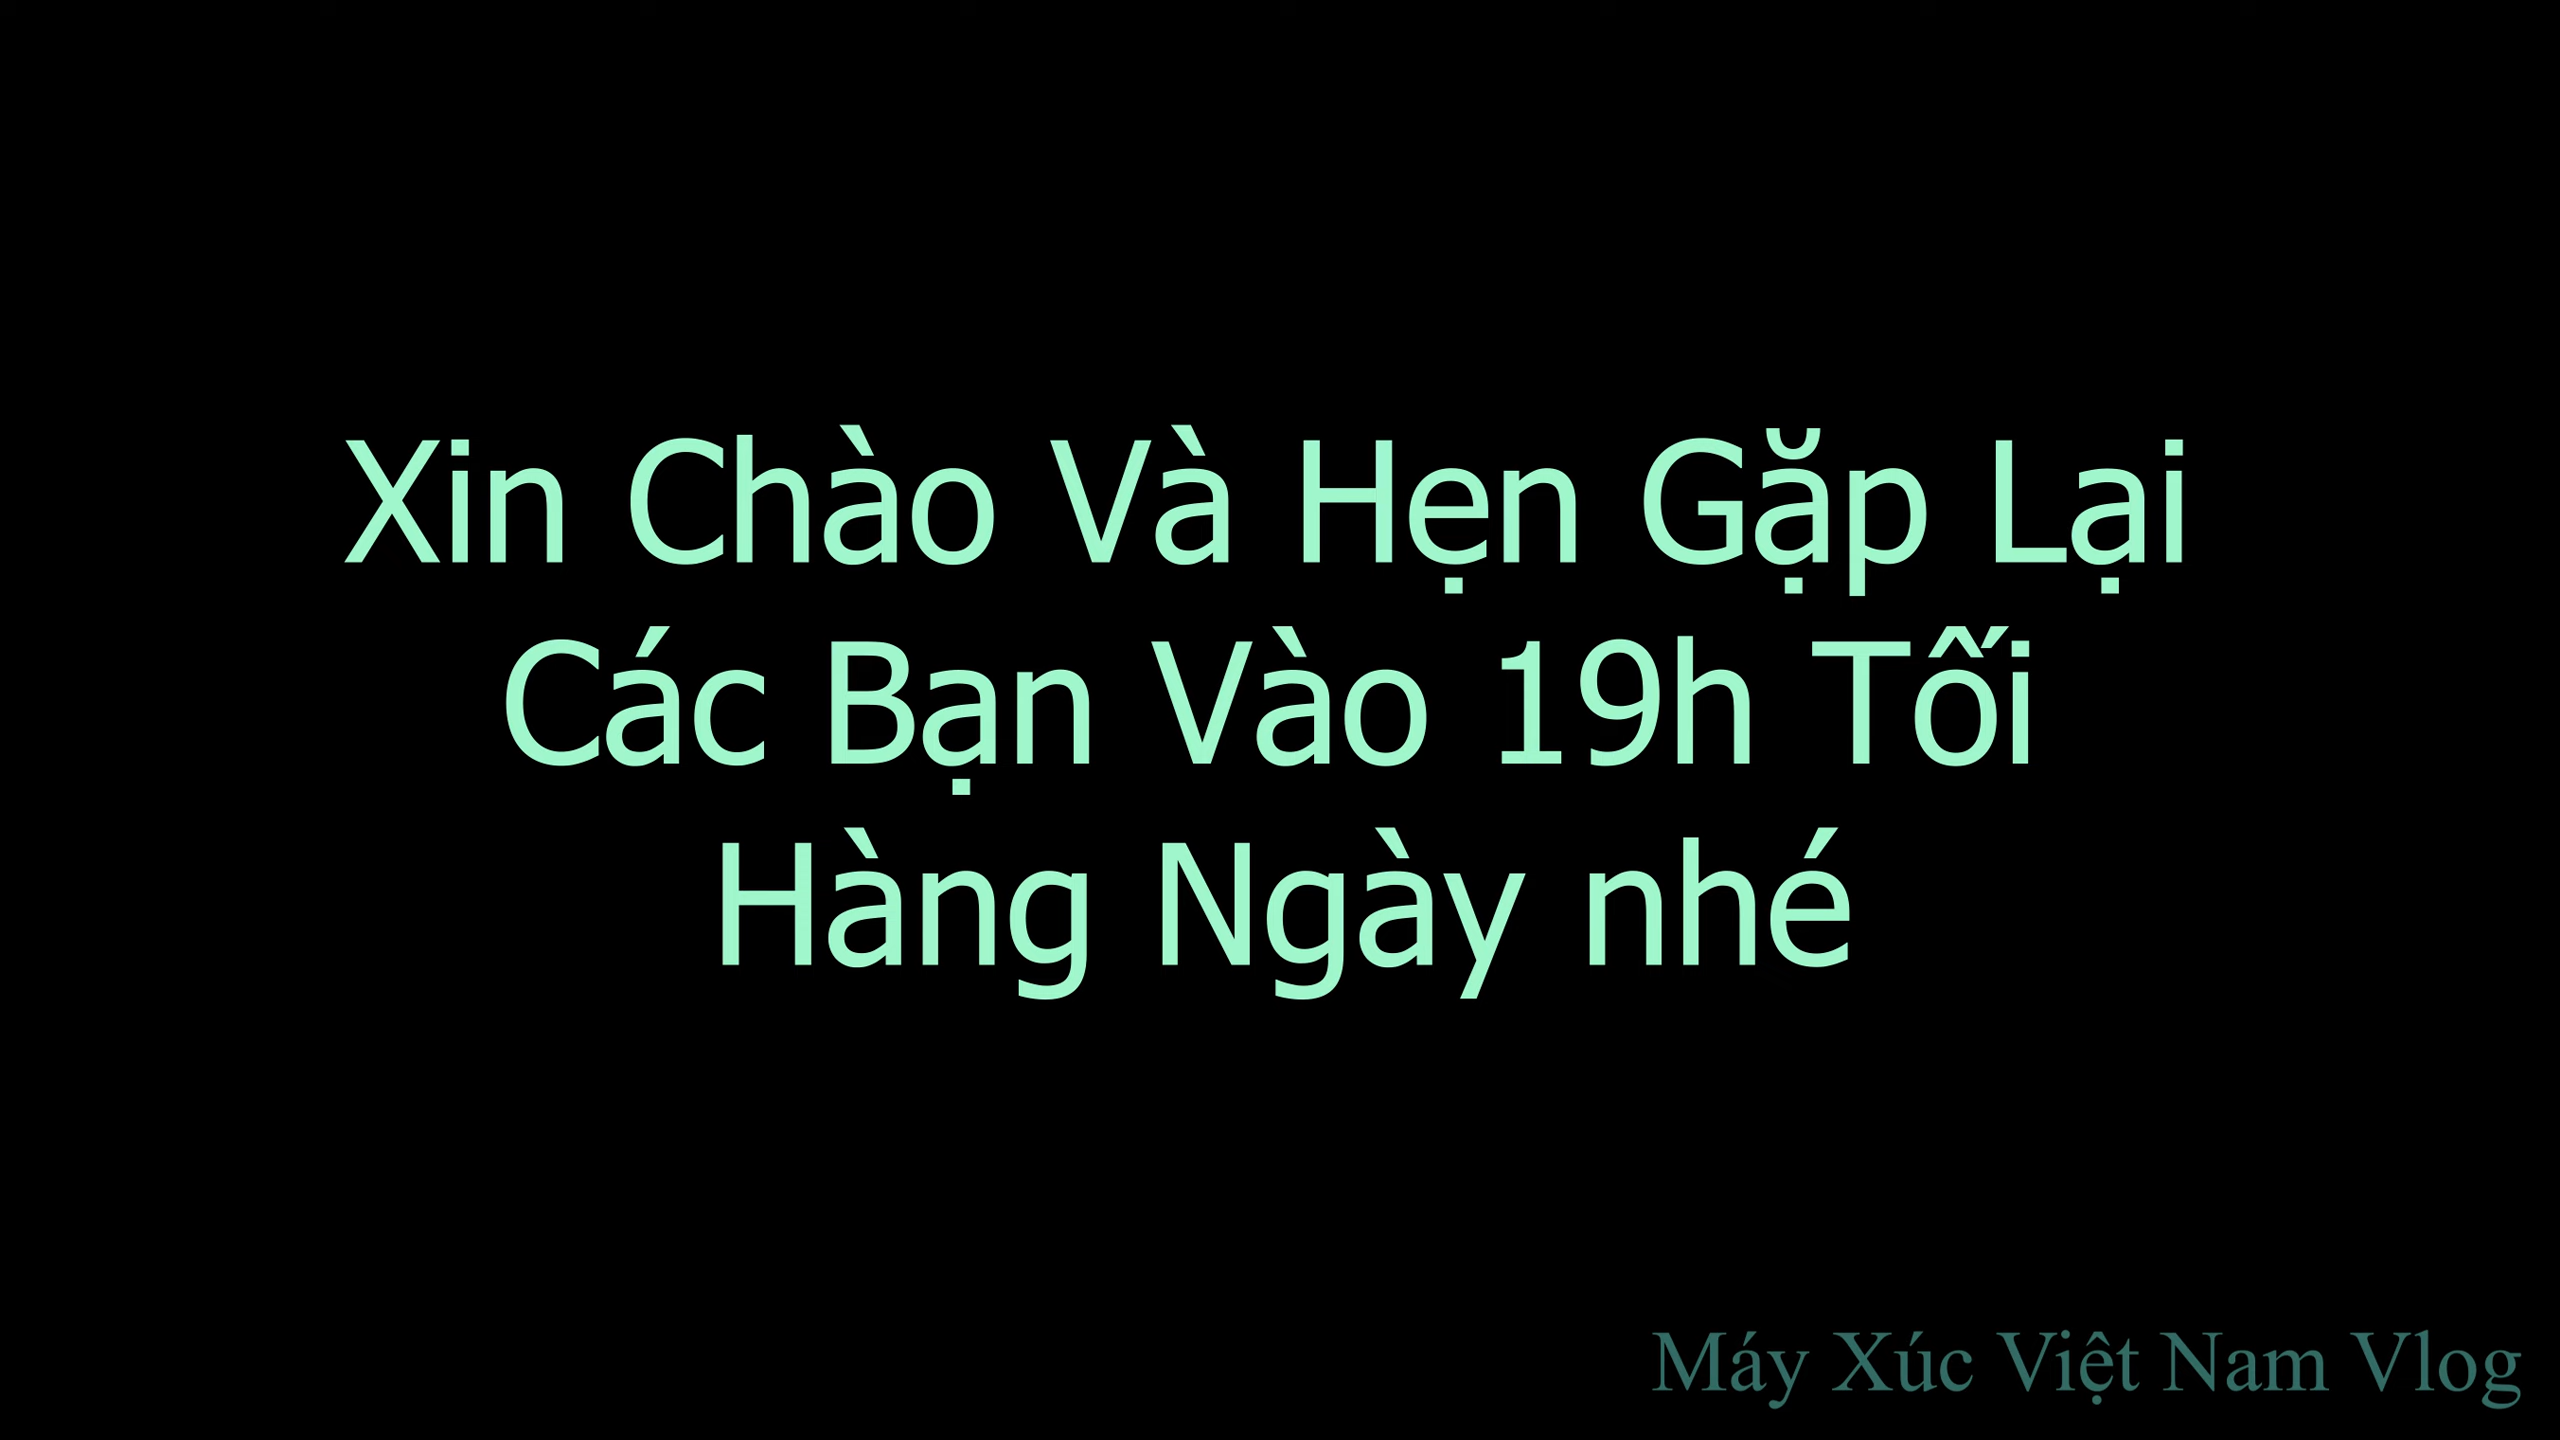 Xin Chào Và Hẹn Gặp Lại
Các Bạn Vào 19h Tối
Hàng Ngày nhé
Máy Xúc Việt Nam Vlog